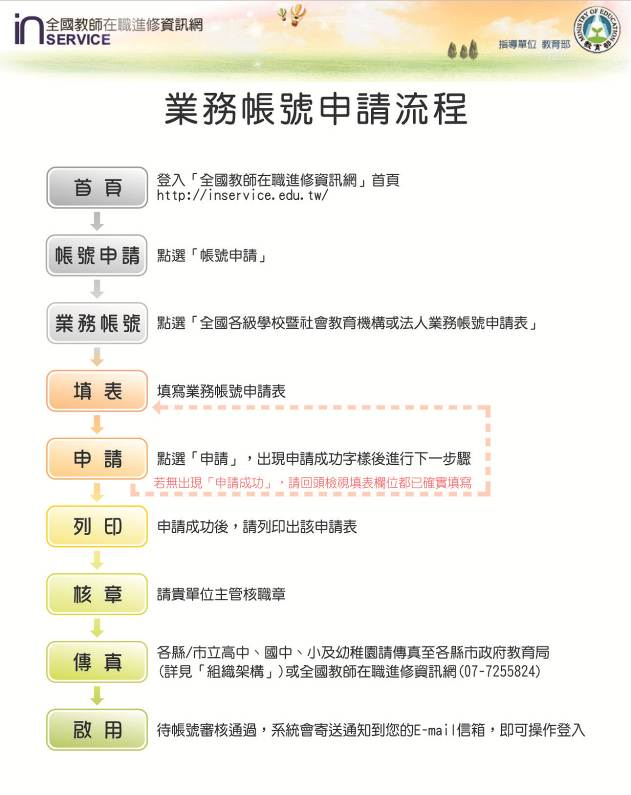 in 全國教師在職進修資訊網
SERVICE
指導單位 教育部
MINISTRY OF EDUCATION
教育部
業務帳號申請流程
首頁
登入「全國教師在職進修資訊網」首頁
http://inservice.edu.tw/
帳號申請
點選「帳號申請」
業務帳號
點選「全國各級學校暨社會教育機構或法人業務帳號申請表」
填表
填寫業務帳號申請表
申請
點選「申請」，出現申請成功字樣後進行下一步驟
若無出現「申請成功」，請回頭檢視填表欄位都已確實填寫
列印
申請成功後，請列印出該申請表
核章
請貴單位主管核職章
傳真
各縣/市立高中、國中、小及幼稚園請傳真至各縣市政府教育局
(詳見「組織架構」)或全國教師在職進修資訊網(07-7255824)
啟用
待帳號審核通過，系統會寄送通知到您的E-mail信箱，即可操作登入